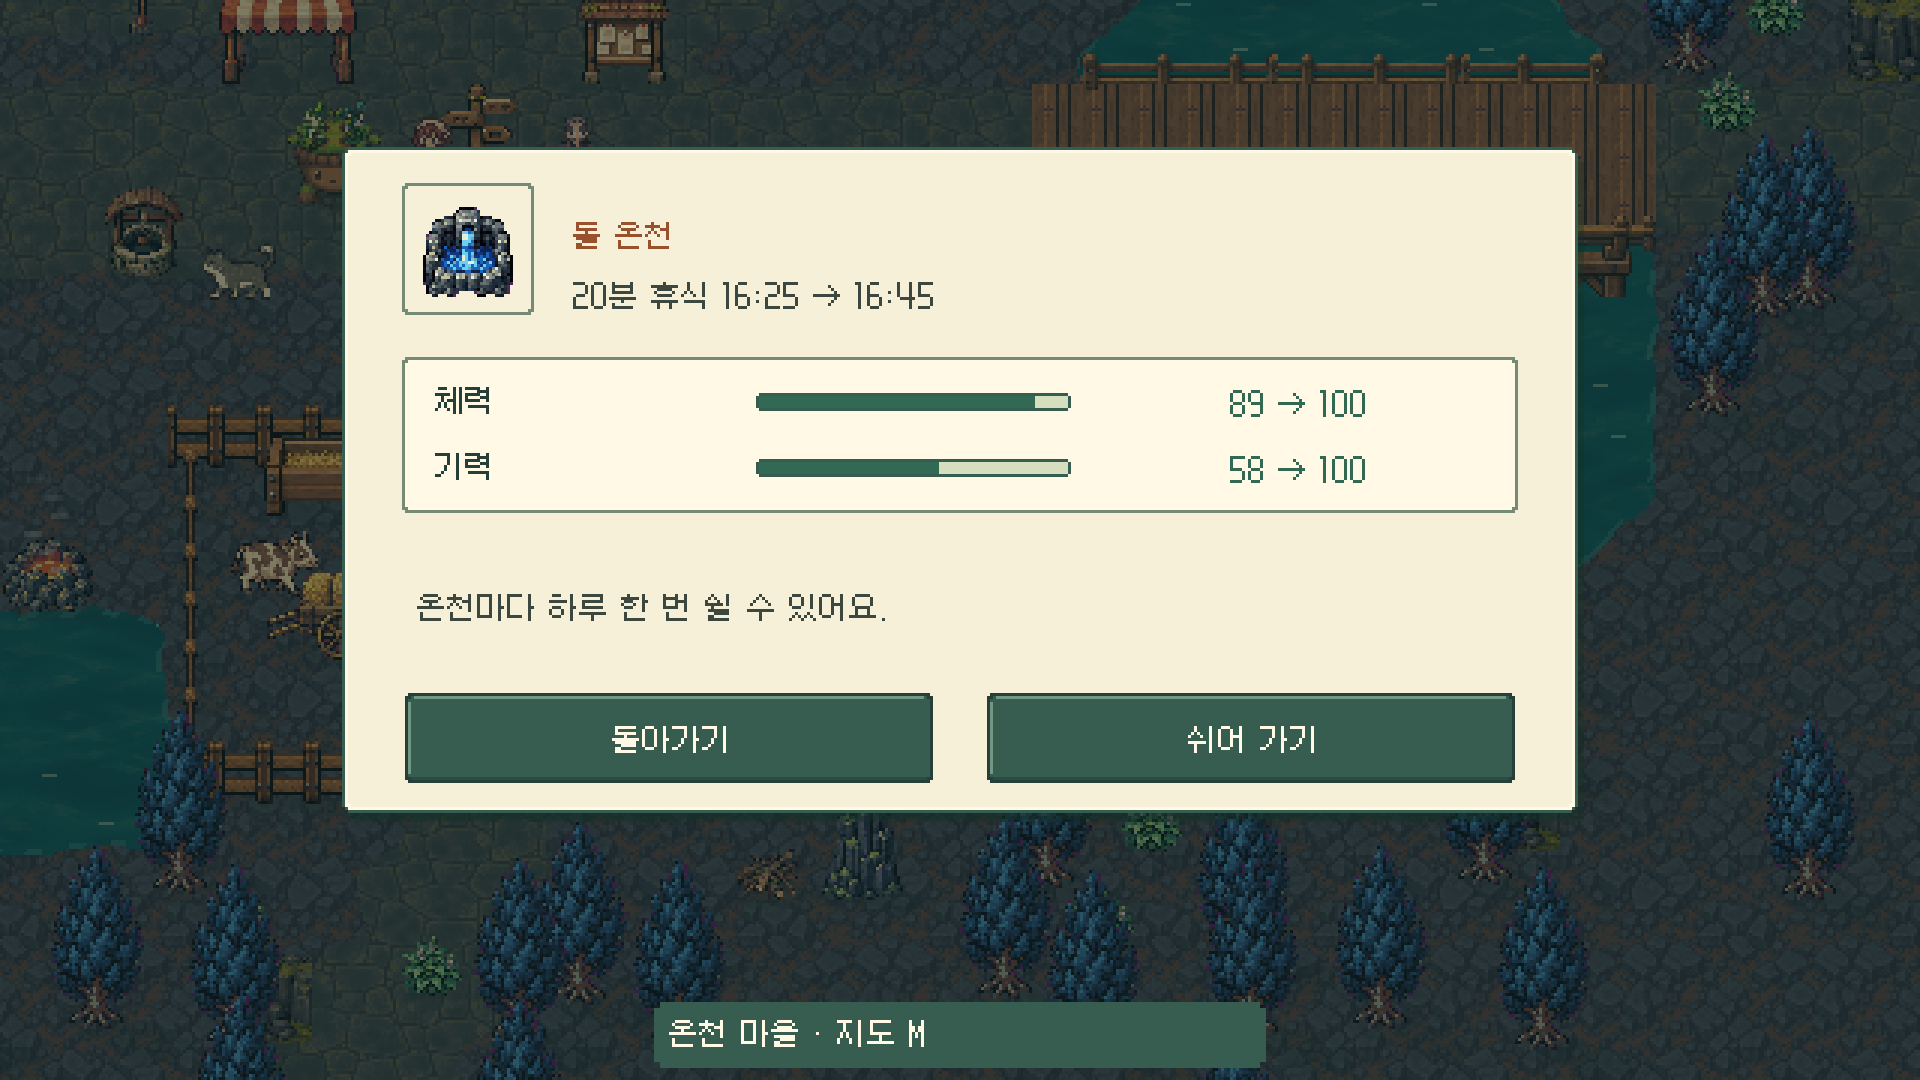 돌 온천
20분 휴식 16:25 → 16:45
체력 89 → 100
기력 58 → 100
온천마다 하루 한 번 쉴 수 있어요.
돌아가기
쉬어 가기
온천 마을 · 지도 M